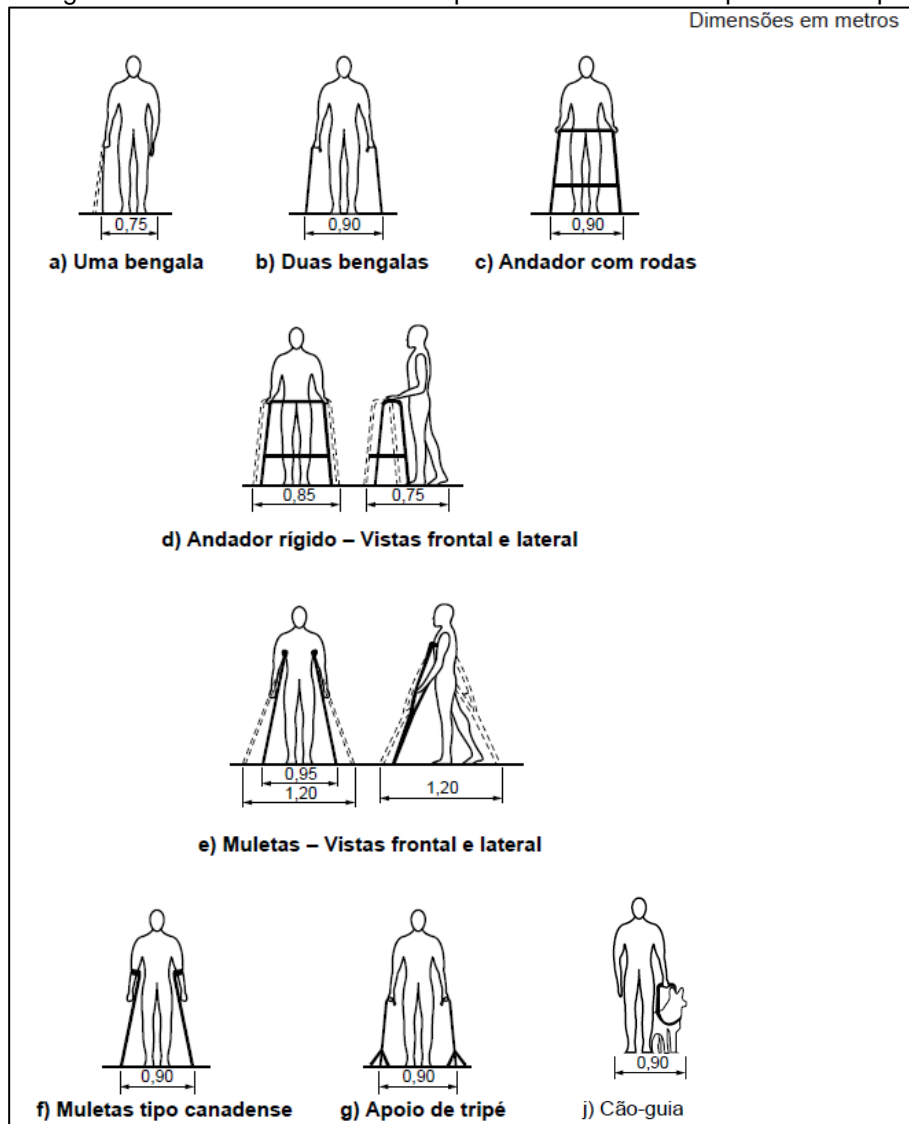 Dimensões em metros
0,75 0,90 0,90
a) Uma bengala b) Duas bengalas c) Andador com rodas
0,85 0,75
d) Andador rígido – Vistas frontal e lateral
0,95
1,20 1,20
e) Muletas – Vistas frontal e lateral
0,90 0,90 0,90
f) Muletas tipo canadense g) Apoio de tripé j) Cão-guia